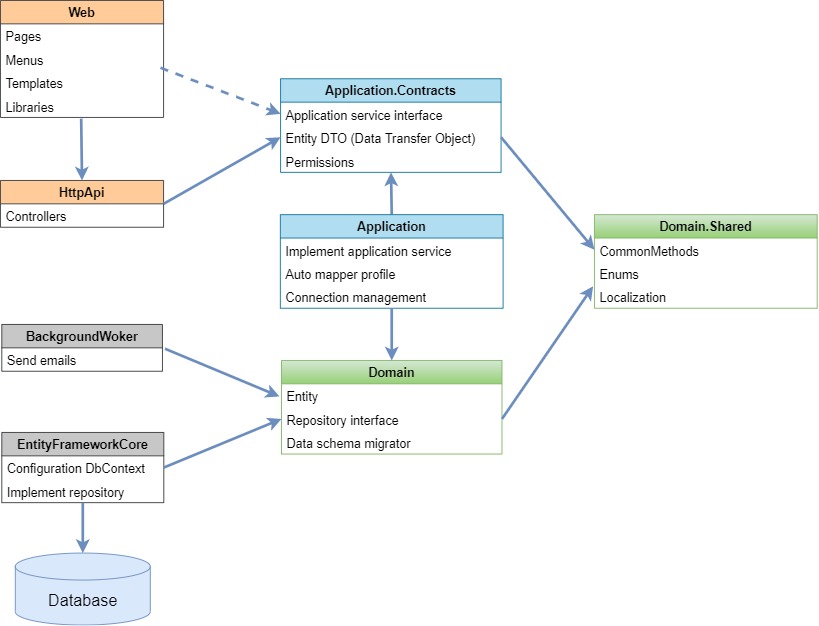 Web
Pages
Menus
Templates
Libraries
HttpApi
Controllers
Application.Contracts
Application service interface
Entity DTO (Data Transfer Object)
Permissions
Application
Implement application service
Auto mapper profile
Connection management
Domain.Shared
CommonMethods
Enums
Localization
BackgroundWoker
Send emails
Domain
Entity
Repository interface
Data schema migrator
EntityFrameworkCore
Configuration DbContext
Implement repository
Database